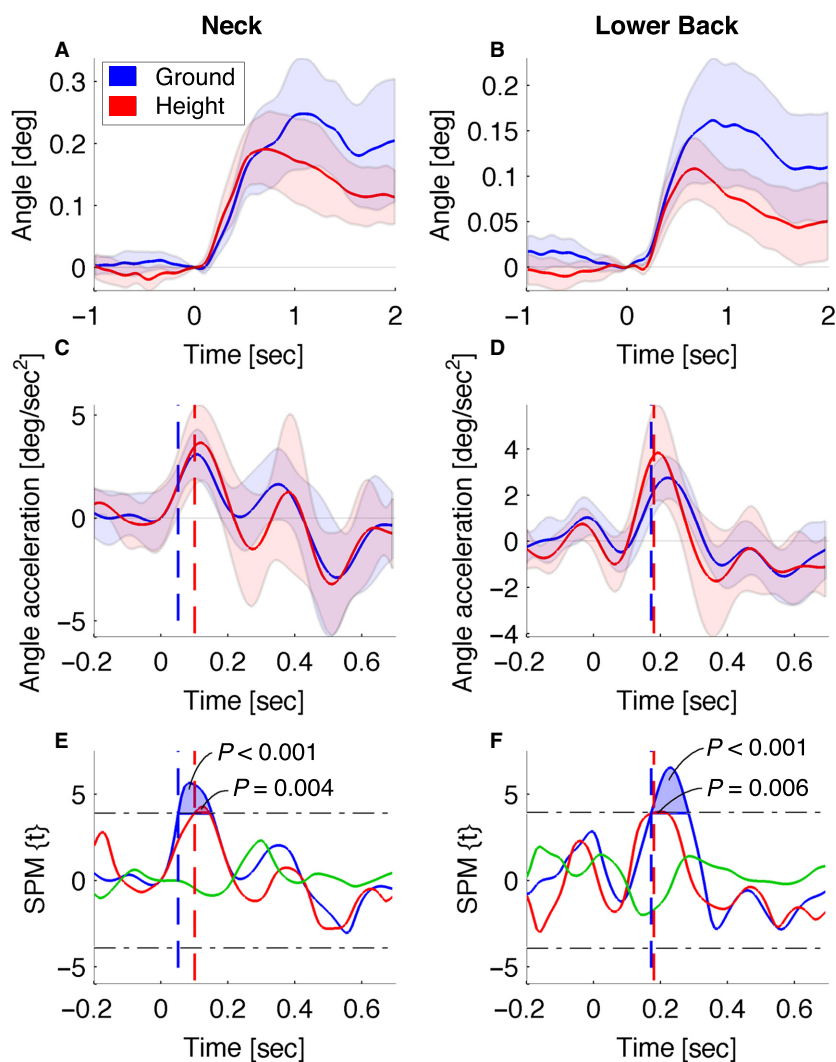 Neck
Lower Back
A
B
Ground
Height
Angle [deg]
0.3
0.2
0.1
0
−1
0
1
2
Time [sec]
Angle [deg]
0.2
0.15
0.1
0.05
0
−1
0
1
2
Time [sec]
C
D
Angle acceleration [deg/sec²]
5
0
−5
−0.2
0
0.2
0.4
0.6
Time [sec]
Angle acceleration [deg/sec²]
4
2
0
−2
−4
−0.2
0
0.2
0.4
0.6
Time [sec]
E
F
P < 0.001
P = 0.004
SPM {t}
5
0
−5
−0.2
0
0.2
0.4
0.6
Time [sec]
P < 0.001
P = 0.006
SPM {t}
5
0
−5
−0.2
0
0.2
0.4
0.6
Time [sec]